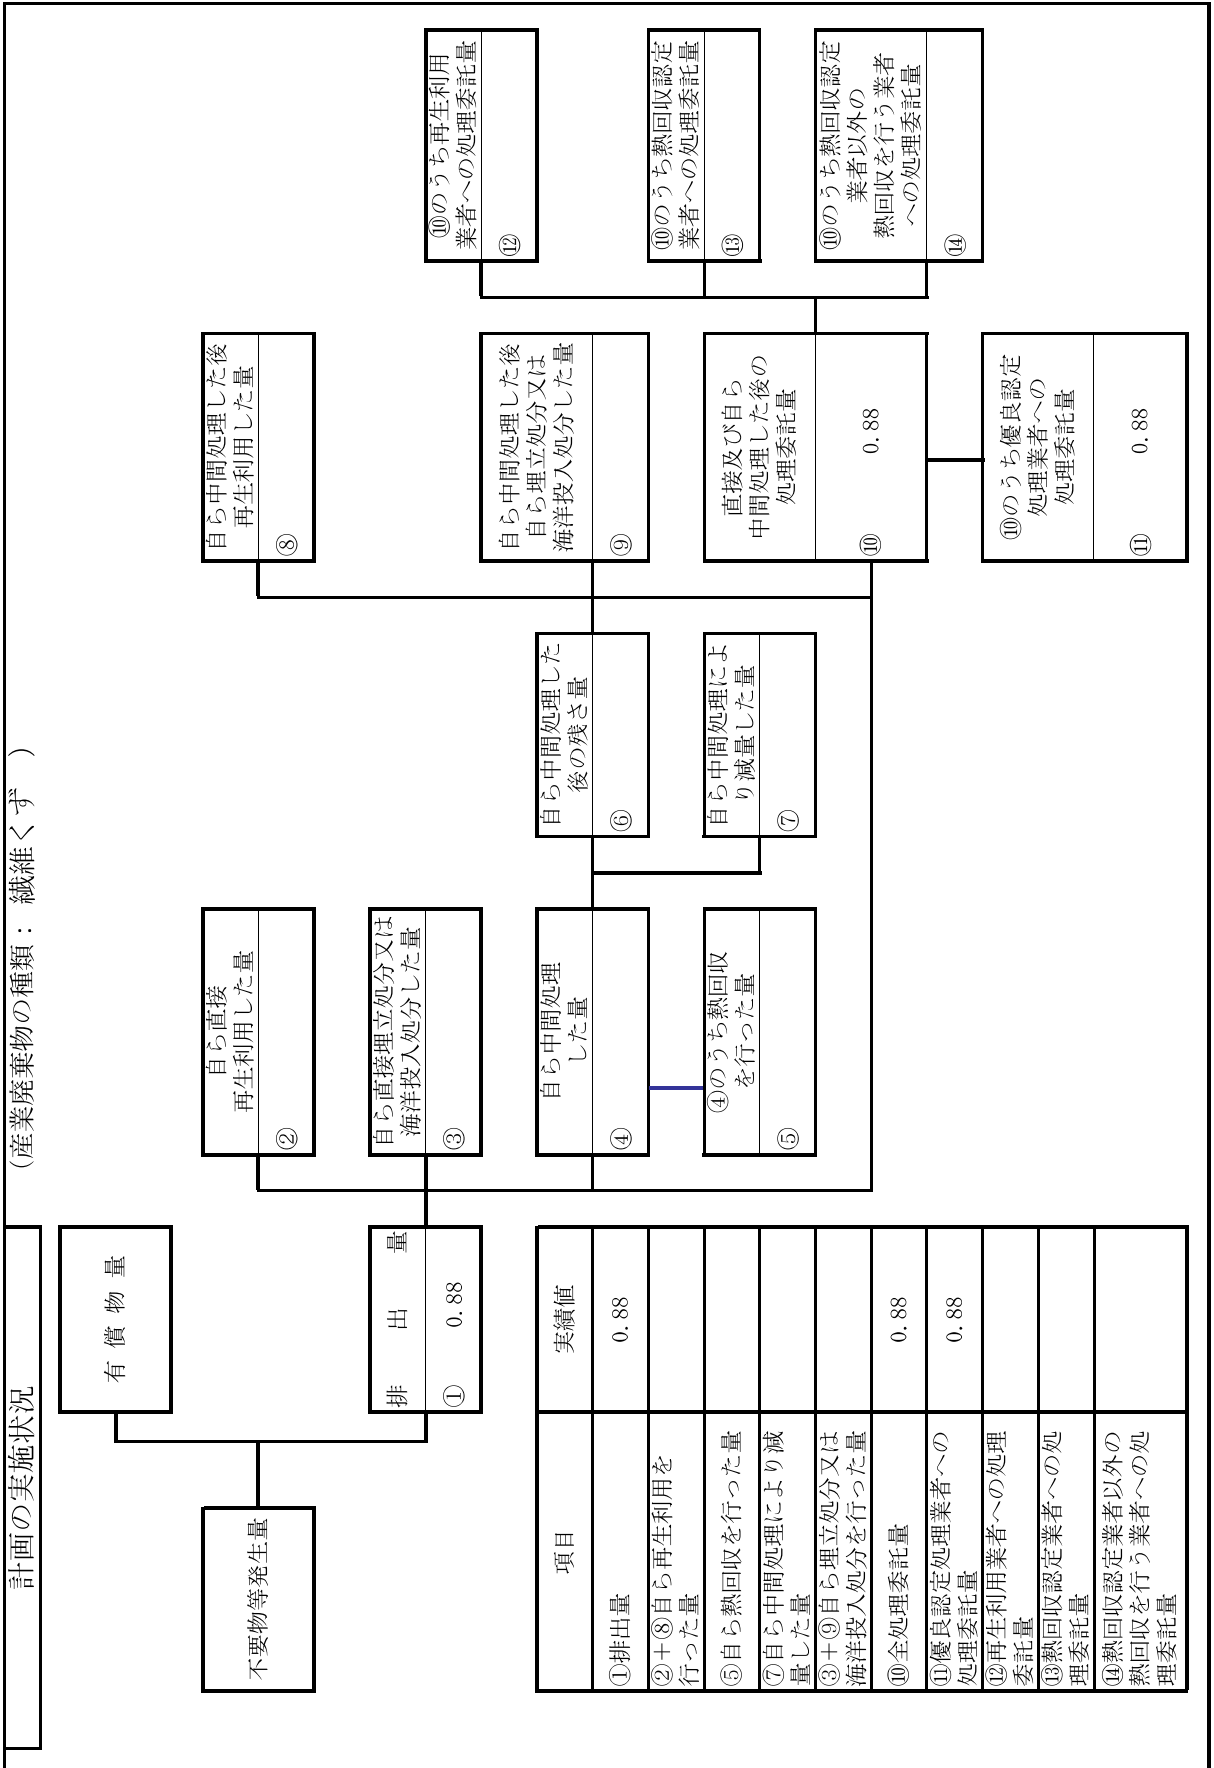 計画の実施状況
(産業廃棄物の種類： 繊維くず )
不要物等発生量
有償物量
排出量
① 0.88
自ら直接
再生利用した量
②
自ら直接埋立処分又は
海洋投入処分した量
③
自ら中間処理
した量
④
④のうち熱回収
を行った量
⑤
自ら中間処理した
後の残さ量
⑥
自ら中間処理によ
り減量した量
⑦
自ら中間処理した後
再生利用した量
⑧
自ら中間処理した後
自ら埋立処分又は
海洋投入処分した量
⑨
直接及び自ら
中間処理した後の
処理委託量
⑩ 0.88
⑩のうち優良認定
処理業者への
処理委託量
⑪ 0.88
⑩のうち再生利用
業者への処理委託量
⑫
⑩のうち熱回収認定
業者への処理委託量
⑬
⑩のうち熱回収認定
業者以外の
熱回収を行う業者
への処理委託量
⑭
項目 実績値
①排出量 0.88
②＋⑧自ら再生利用を
行った量
⑤自ら熱回収を行った量
⑦自ら中間処理により減
量した量
③＋⑨自ら埋立処分又は
海洋投入処分を行った量
⑩全処理委託量 0.88
⑪優良認定処理業者への
処理委託量 0.88
⑫再生利用業者への処理
委託量
⑬熱回収認定業者への処
理委託量
⑭熱回収認定業者以外の
熱回収を行う業者への処
理委託量